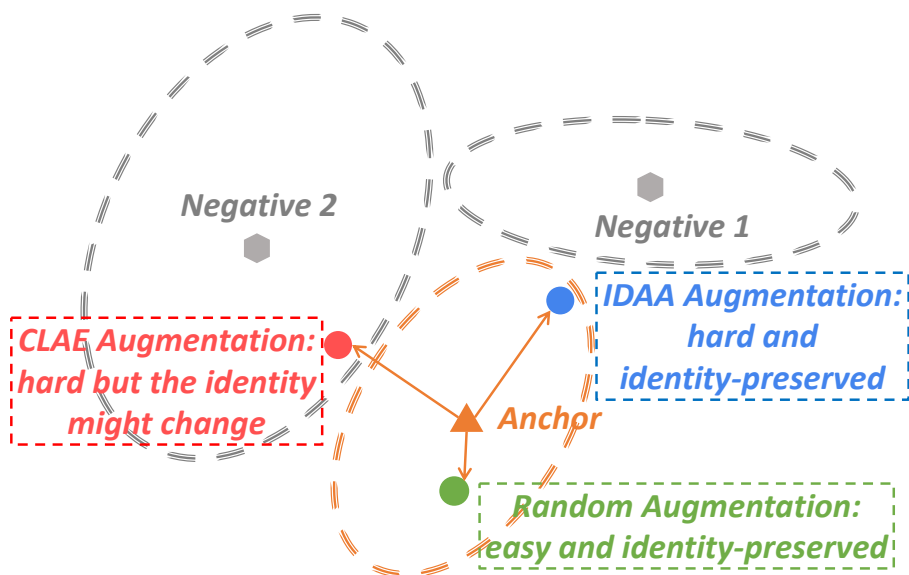 Negative 2
Negative 1
IDAA Augmentation:
hard and
identity-preserved
CLAE Augmentation:
hard but the identity
might change
Anchor
Random Augmentation:
easy and identity-preserved